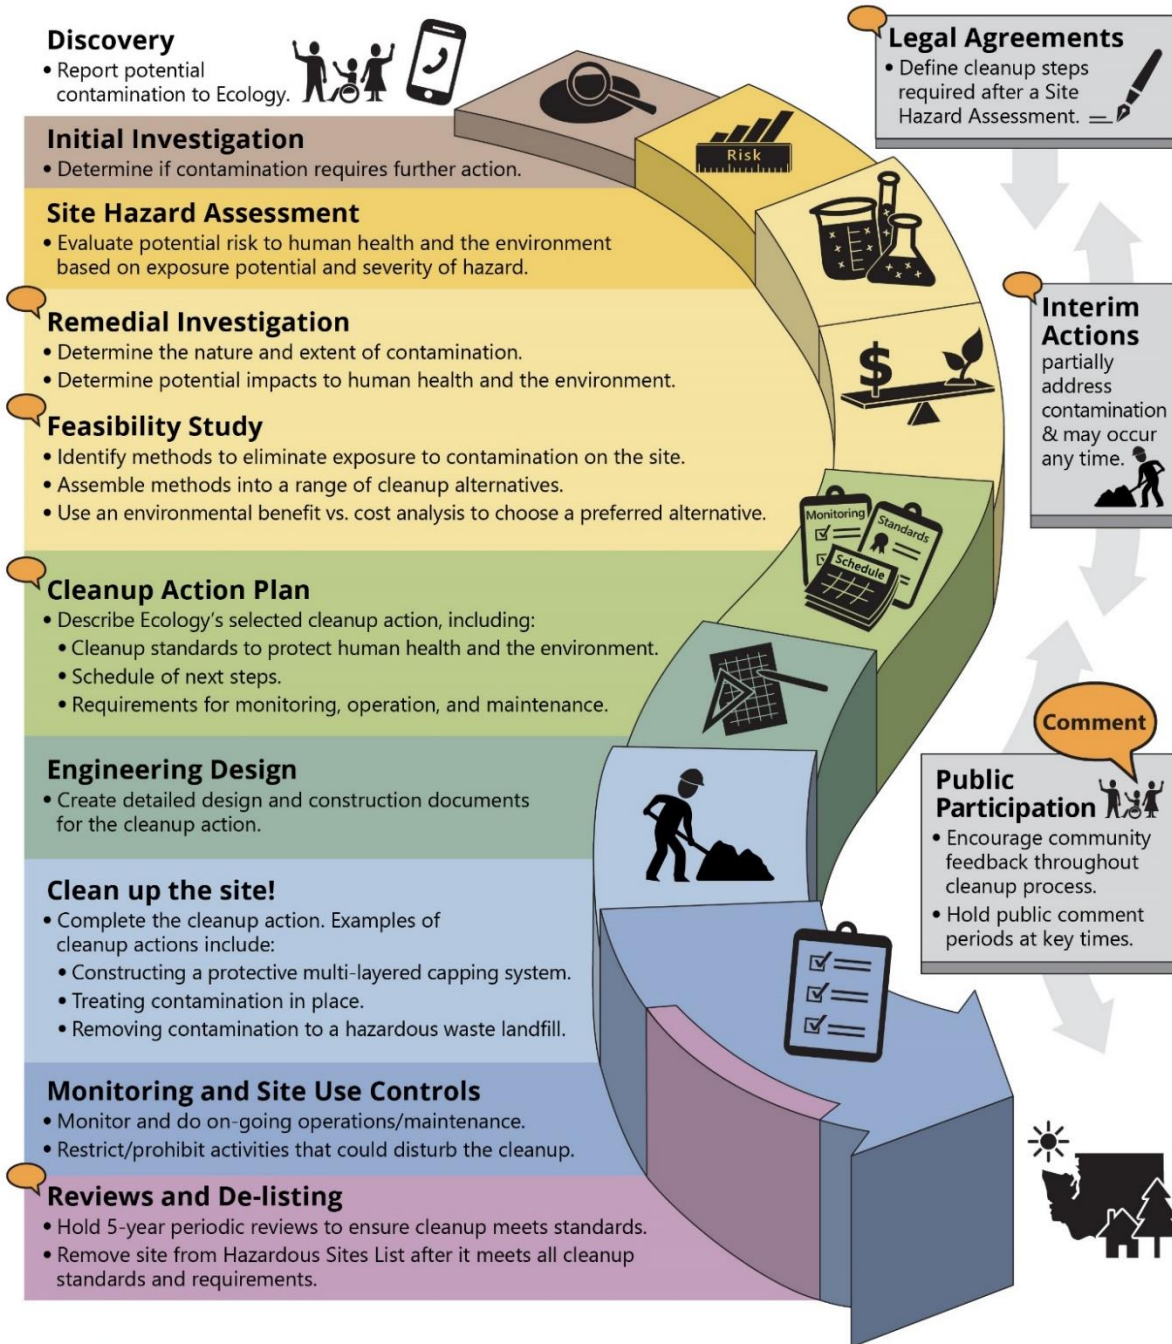 Discovery
• Report potential
contamination to Ecology.
Initial Investigation
• Determine if contamination requires further action.
Site Hazard Assessment
• Evaluate potential risk to human health and the environment
based on exposure potential and severity of hazard.
Remedial Investigation
• Determine the nature and extent of contamination.
• Determine potential impacts to human health and the environment.
Feasibility Study
• Identify methods to eliminate exposure to contamination on the site.
• Assemble methods into a range of cleanup alternatives.
• Use an environmental benefit vs. cost analysis to choose a preferred alternative.
Cleanup Action Plan
• Describe Ecology's selected cleanup action, including:
• Cleanup standards to protect human health and the environment.
• Schedule of next steps.
• Requirements for monitoring, operation, and maintenance.
Engineering Design
• Create detailed design and construction documents
for the cleanup action.
Clean up the site!
• Complete the cleanup action. Examples of
cleanup actions include:
• Constructing a protective multi-layered capping system.
• Treating contamination in place.
• Removing contamination to a hazardous waste landfill.
Monitoring and Site Use Controls
• Monitor and do on-going operations/maintenance.
• Restrict/prohibit activities that could disturb the cleanup.
Reviews and De-listing
• Hold 5-year periodic reviews to ensure cleanup meets standards.
• Remove site from Hazardous Sites List after it meets all cleanup
standards and requirements.
Risk
$
Monitoring
Standards
Schedule
Legal Agreements
• Define cleanup steps
required after a Site
Hazard Assessment.
Interim
Actions
partially
address
contamination
& may occur
any time.
Comment
Public
Participation
• Encourage community
feedback throughout
cleanup process.
• Hold public comment
periods at key times.